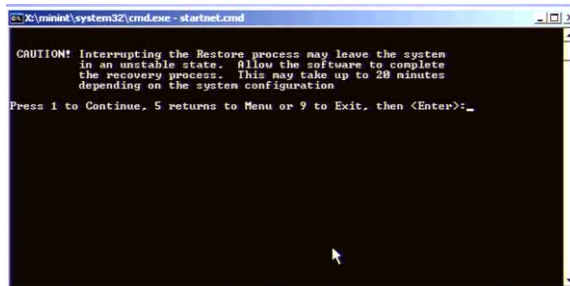 X:\minint\system32\cmd.exe - startnet.cmd
CAUTION! Interrupting the Restore process may leave the system
in an unstable state. Allow the software to complete
the recovery process. This may take up to 20 minutes
depending on the system configuration
Press 1 to Continue, 5 returns to Menu or 9 to Exit, then <Enter>:_